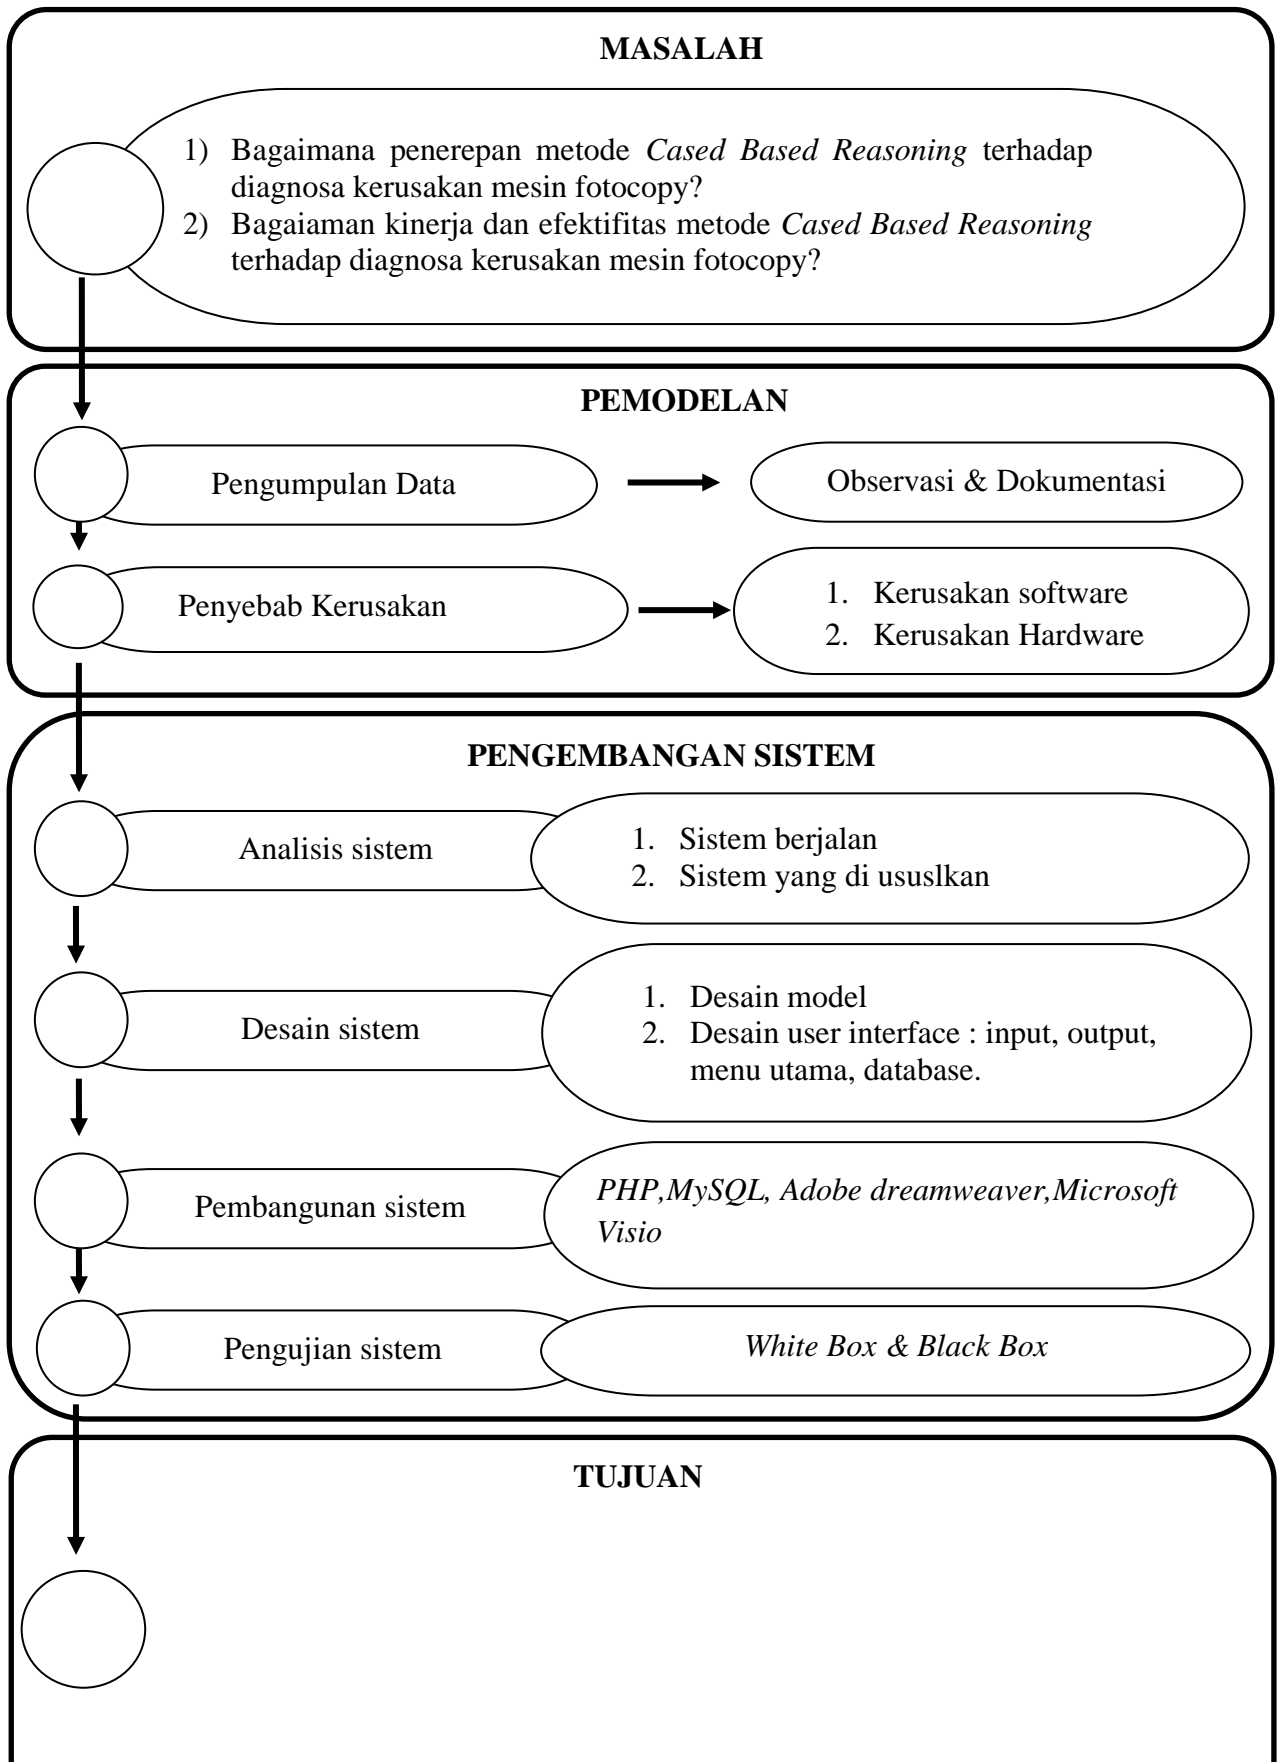 MASALAH
1) Bagaimana penerepan metode Cased Based Reasoning terhadap
diagnosa kerusakan mesin fotocopy?
2) Bagaiaman kinerja dan efektifitas metode Cased Based Reasoning
terhadap diagnosa kerusakan mesin fotocopy?
PEMODELAN
Pengumpulan Data
Observasi & Dokumentasi
Penyebab Kerusakan
1. Kerusakan software
2. Kerusakan Hardware
PENGEMBANGAN SISTEM
Analisis sistem
1. Sistem berjalan
2. Sistem yang di ususlkan
Desain sistem
1. Desain model
2. Desain user interface : input, output,
menu utama, database.
Pembangunan sistem
PHP,MySQL, Adobe dreamweaver,Microsoft
Visio
Pengujian sistem
White Box & Black Box
TUJUAN